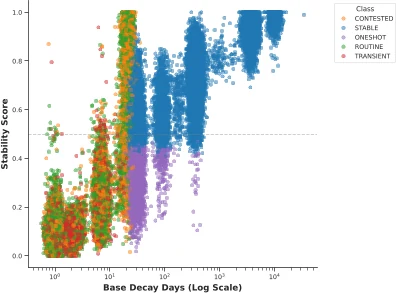 Class
CONTESTED
STABLE
ONESHOT
ROUTINE
TRANSIENT
Stability Score
1.0
0.8
0.6
0.4
0.2
0.0
10⁰ 10¹ 10² 10³ 10⁴
Base Decay Days (Log Scale)